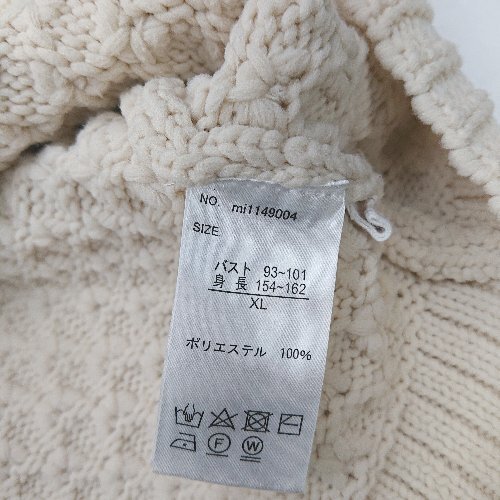 NO. mi1149004
SIZE
バスト 93~101
身長 154~162
XL
ポリエステル 100%
F W